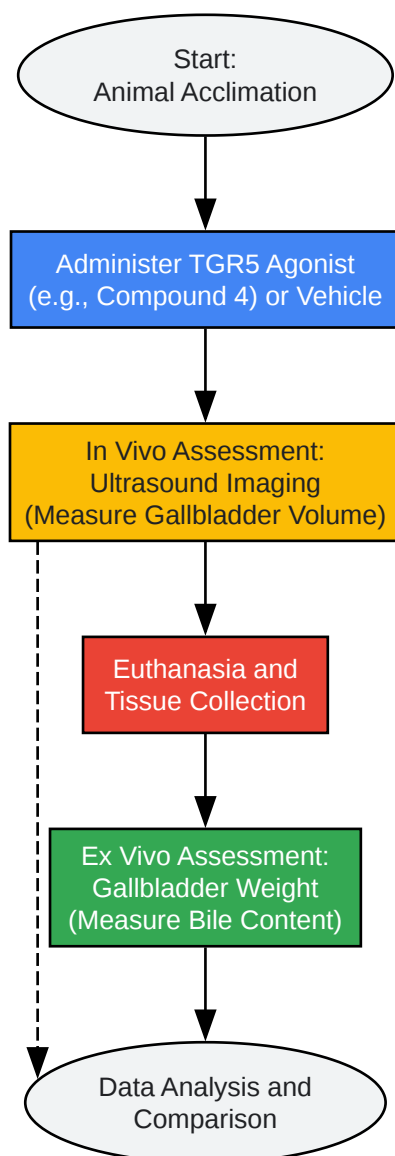 Start:
Animal Acclimation
Administer TGR5 Agonist
(e.g., Compound 4) or Vehicle
In Vivo Assessment:
Ultrasound Imaging
(Measure Gallbladder Volume)
Euthanasia and
Tissue Collection
Ex Vivo Assessment:
Gallbladder Weight
(Measure Bile Content)
Data Analysis and
Comparison